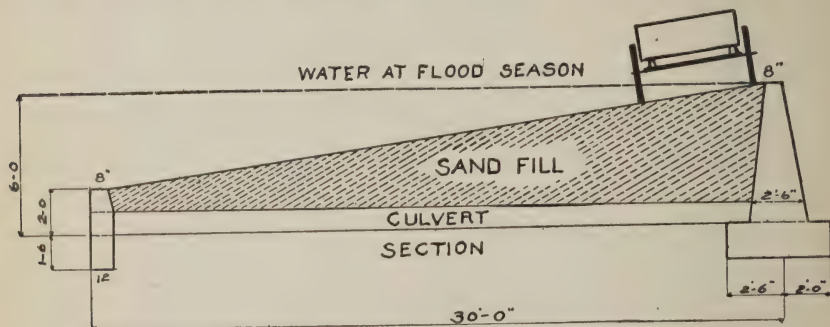 WATER AT FLOOD SEASON
8"
6-0
SAND FILL
8"
2-0
2'-6"
CULVERT
1-6
SECTION
12
2'-6"
2'-0"
30'-0"